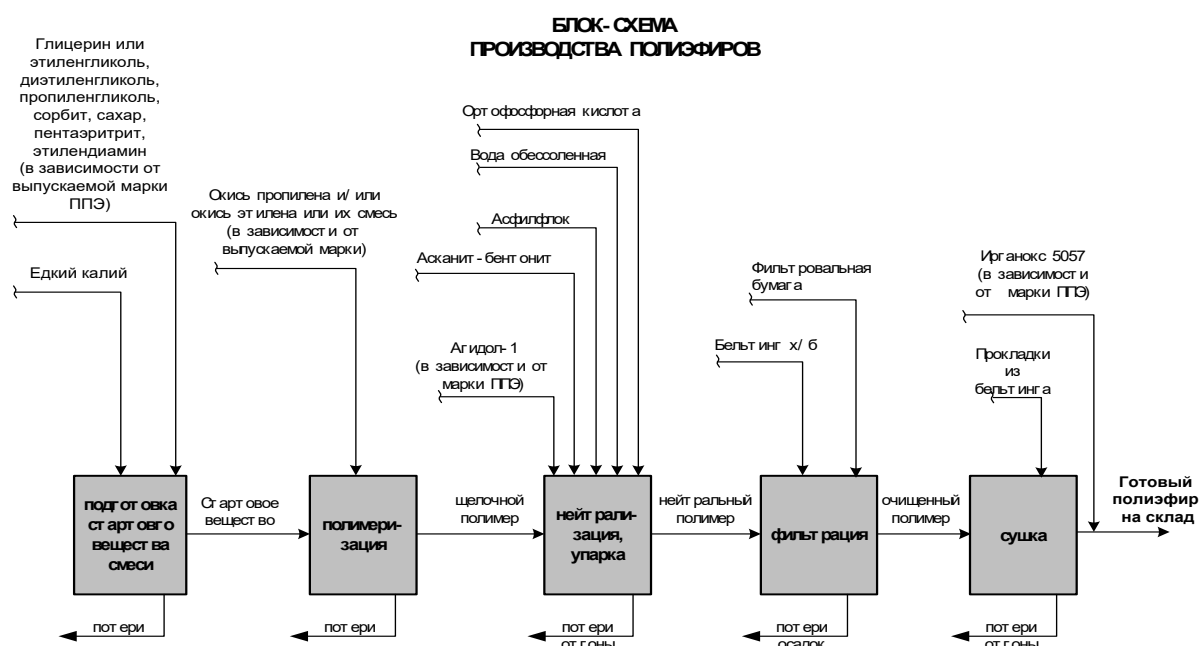 БЛОК-СХЕМА
ПРОИЗВОДСТВА ПОЛИЭФИРОВ
Глицерин или
этиленгликоль,
диэтиленгликоль,
пропиленгликоль,
сорбит, сахар,
пентаэритрит,
этилендиамин
(в зависимости от
выпускаемой марки
ППЭ)
Едкий калий
Окись пропилена и/или
окись этилена или их смесь
(в зависимости от
выпускаемой марки)
Ортофосфорная кислота
Вода обессоленная
Асфилфлок
Асканит-бентонит
Агидол-1
(в зависимости от
марки ППЭ)
Фильтровальная
бумага
Бельтинг х/б
Ирганокс 5057
(в зависимости
от марки ППЭ)
Прокладки
из
бельтинга
подготовка
стартовго
вещества
смеси
Стартовое
вещество
полимери-
зация
щелочной
полимер
нейтрали-
зация,
упарка
нейтральный
полимер
фильтрация
очищенный
полимер
сушка
Готовый
полиэфир
на склад
потери
потери
потери
отгоны
потери
осадок
потери
отгоны